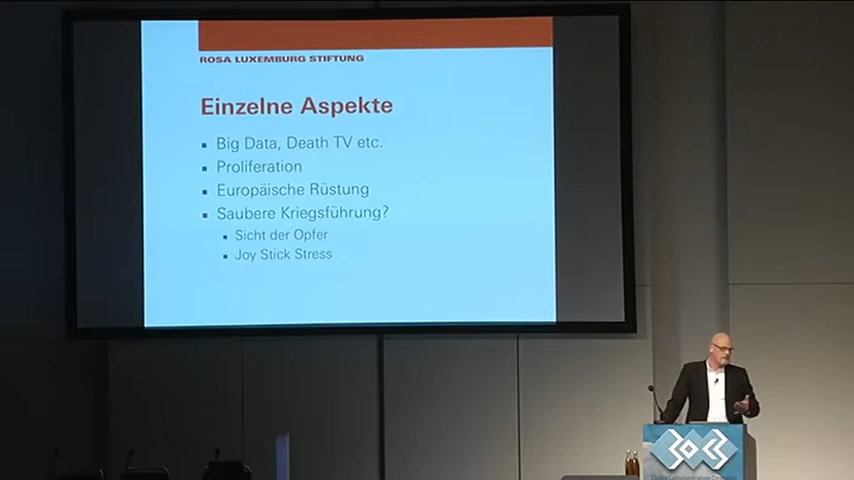 ROSA LUXEMBURG STIFTUNG
Einzelne Aspekte
Big Data, Death TV etc.
Proliferation
Europäische Rüstung
Saubere Kriegsführung?
Sicht der Opfer
Joy Stick Stress
30C3